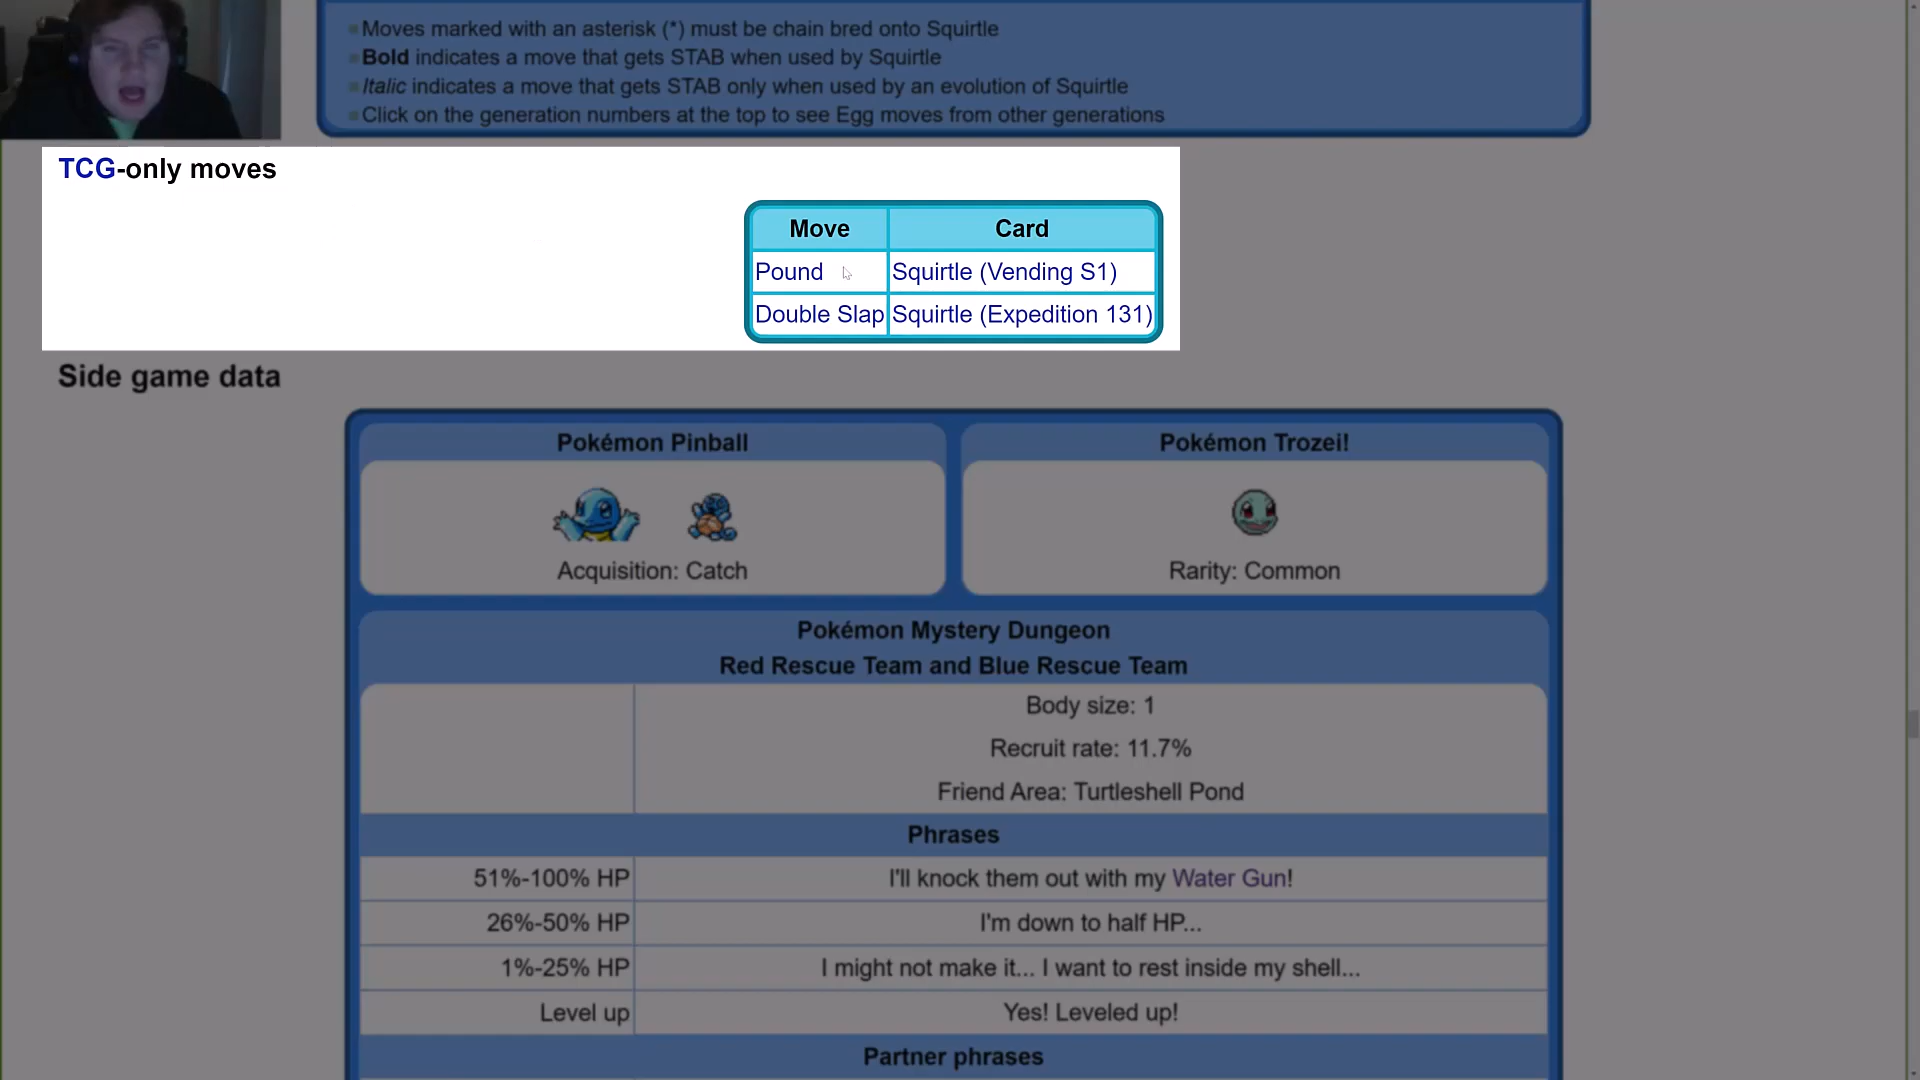 Moves marked with an asterisk (*) must be chain bred onto Squirtle
Bold indicates a move that gets STAB when used by Squirtle
Italic indicates a move that gets STAB only when used by an evolution of Squirtle
Click on the generation numbers at the top to see Egg moves from other generations
TCG-only moves
Move Card
Pound Squirtle (Vending S1)
Double Slap Squirtle (Expedition 131)
Side game data
Pokémon Pinball Pokémon Trozei!
Acquisition: Catch Rarity: Common
Pokémon Mystery Dungeon
Red Rescue Team and Blue Rescue Team
Body size: 1
Recruit rate: 11.7%
Friend Area: Turtleshell Pond
Phrases
51%-100% HP I'll knock them out with my Water Gun!
26%-50% HP I'm down to half HP...
1%-25% HP I might not make it... I want to rest inside my shell...
Level up Yes! Leveled up!
Partner phrases